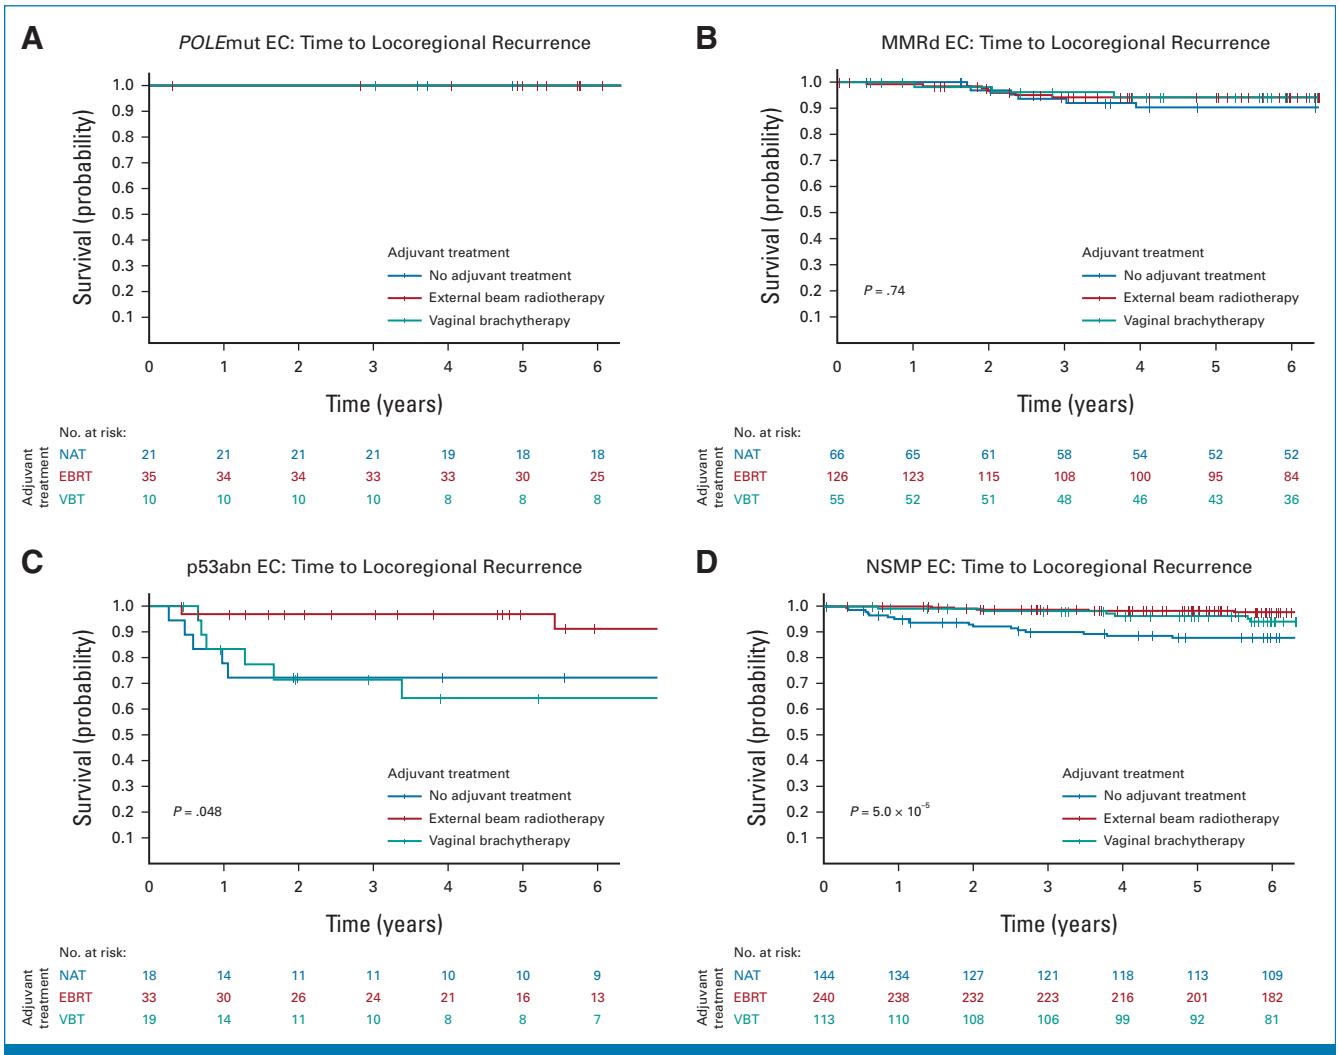 A
POLEmut EC: Time to Locoregional Recurrence
1.0
0.9
0.8
0.7
0.6
0.5
0.4
0.3
0.2
0.1
Survival (probability)
Adjuvant treatment
No adjuvant treatment
External beam radiotherapy
Vaginal brachytherapy
0 1 2 3 4 5 6
Time (years)
No. at risk:
Adjuvant treatment
NAT 21 21 21 21 19 18 18
EBRT 35 34 34 33 33 30 25
VBT 10 10 10 10 8 8 8
B
MMRd EC: Time to Locoregional Recurrence
1.0
0.9
0.8
0.7
0.6
0.5
0.4
0.3
0.2
0.1
Survival (probability)
P = .74
Adjuvant treatment
No adjuvant treatment
External beam radiotherapy
Vaginal brachytherapy
0 1 2 3 4 5 6
Time (years)
No. at risk:
Adjuvant treatment
NAT 66 65 61 58 54 52 52
EBRT 126 123 115 108 100 95 84
VBT 55 52 51 48 46 43 36
C
p53abn EC: Time to Locoregional Recurrence
1.0
0.9
0.8
0.7
0.6
0.5
0.4
0.3
0.2
0.1
Survival (probability)
P = .048
Adjuvant treatment
No adjuvant treatment
External beam radiotherapy
Vaginal brachytherapy
0 1 2 3 4 5 6
Time (years)
No. at risk:
Adjuvant treatment
NAT 18 14 11 11 10 10 9
EBRT 33 30 26 24 21 16 13
VBT 19 14 11 10 8 8 7
D
NSMP EC: Time to Locoregional Recurrence
1.0
0.9
0.8
0.7
0.6
0.5
0.4
0.3
0.2
0.1
Survival (probability)
P = 5.0 × 10⁻⁵
Adjuvant treatment
No adjuvant treatment
External beam radiotherapy
Vaginal brachytherapy
0 1 2 3 4 5 6
Time (years)
No. at risk:
Adjuvant treatment
NAT 144 134 127 121 118 113 109
EBRT 240 238 232 223 216 201 182
VBT 113 110 108 106 99 92 81